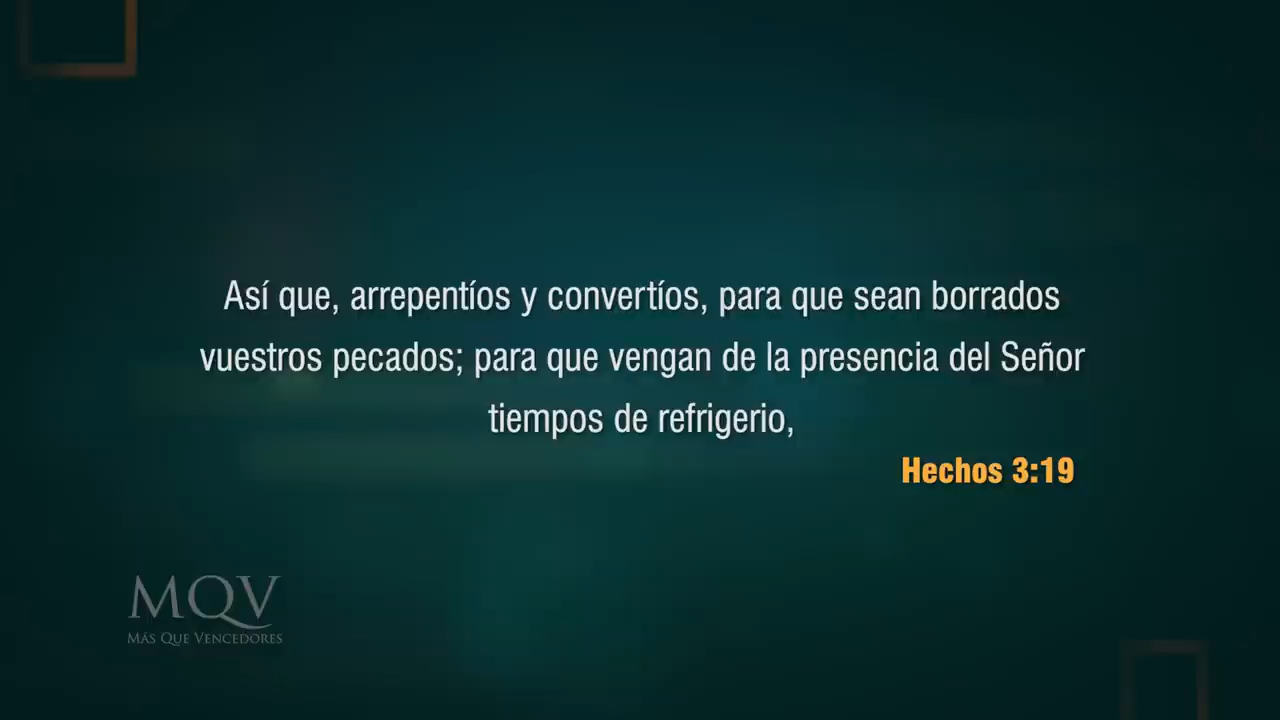 Así que, arrepentíos y convertíos, para que sean borrados
vuestros pecados; para que vengan de la presencia del Señor
tiempos de refrigerio,
Hechos 3:19
MQV
MÁS QUE VENCEDORES